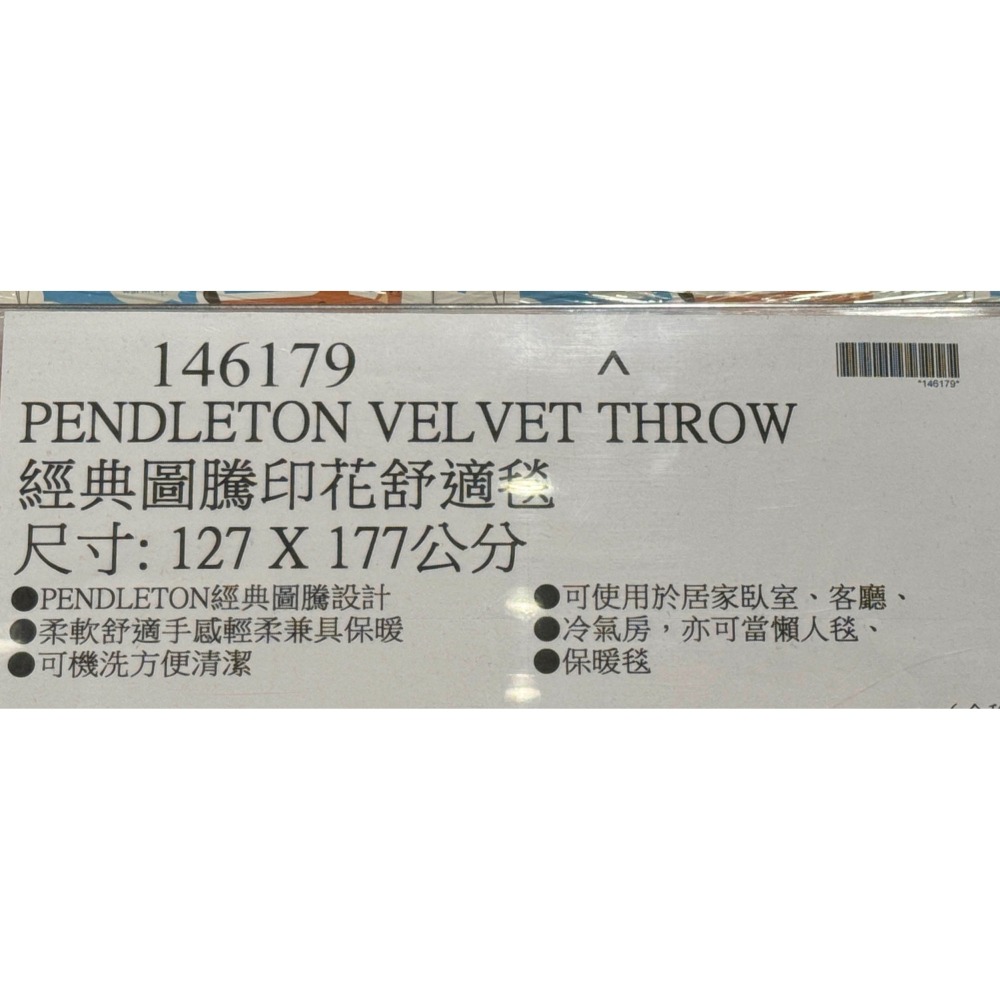 146179 ^
*146179*
PENDLETON VELVET THROW
經典圖騰印花舒適毯
尺寸: 127 X 177公分
●PENDLETON經典圖騰設計
●柔軟舒適手感輕柔兼具保暖
●可機洗方便清潔
●可使用於居家臥室、客廳、
●冷氣房，亦可當懶人毯、
●保暖毯